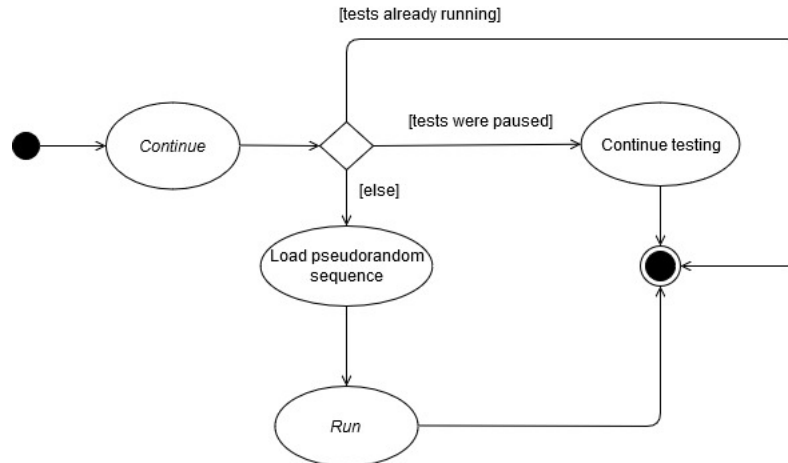 [tests already running]
[tests were paused]
Continue
Continue testing
[else]
Load pseudorandom
sequence
Run